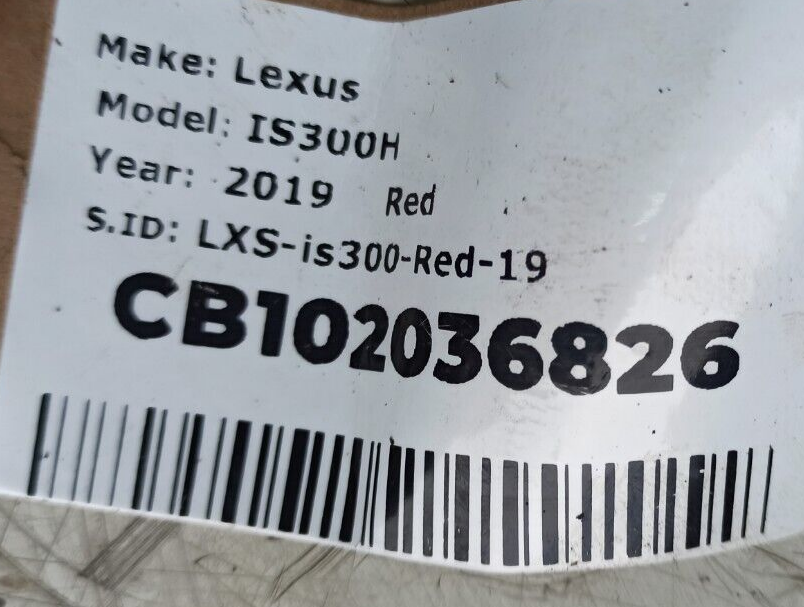 Make: Lexus
Model: IS300H
Year: 2019 Red
S.ID: LXS-is300-Red-19
CB102036826